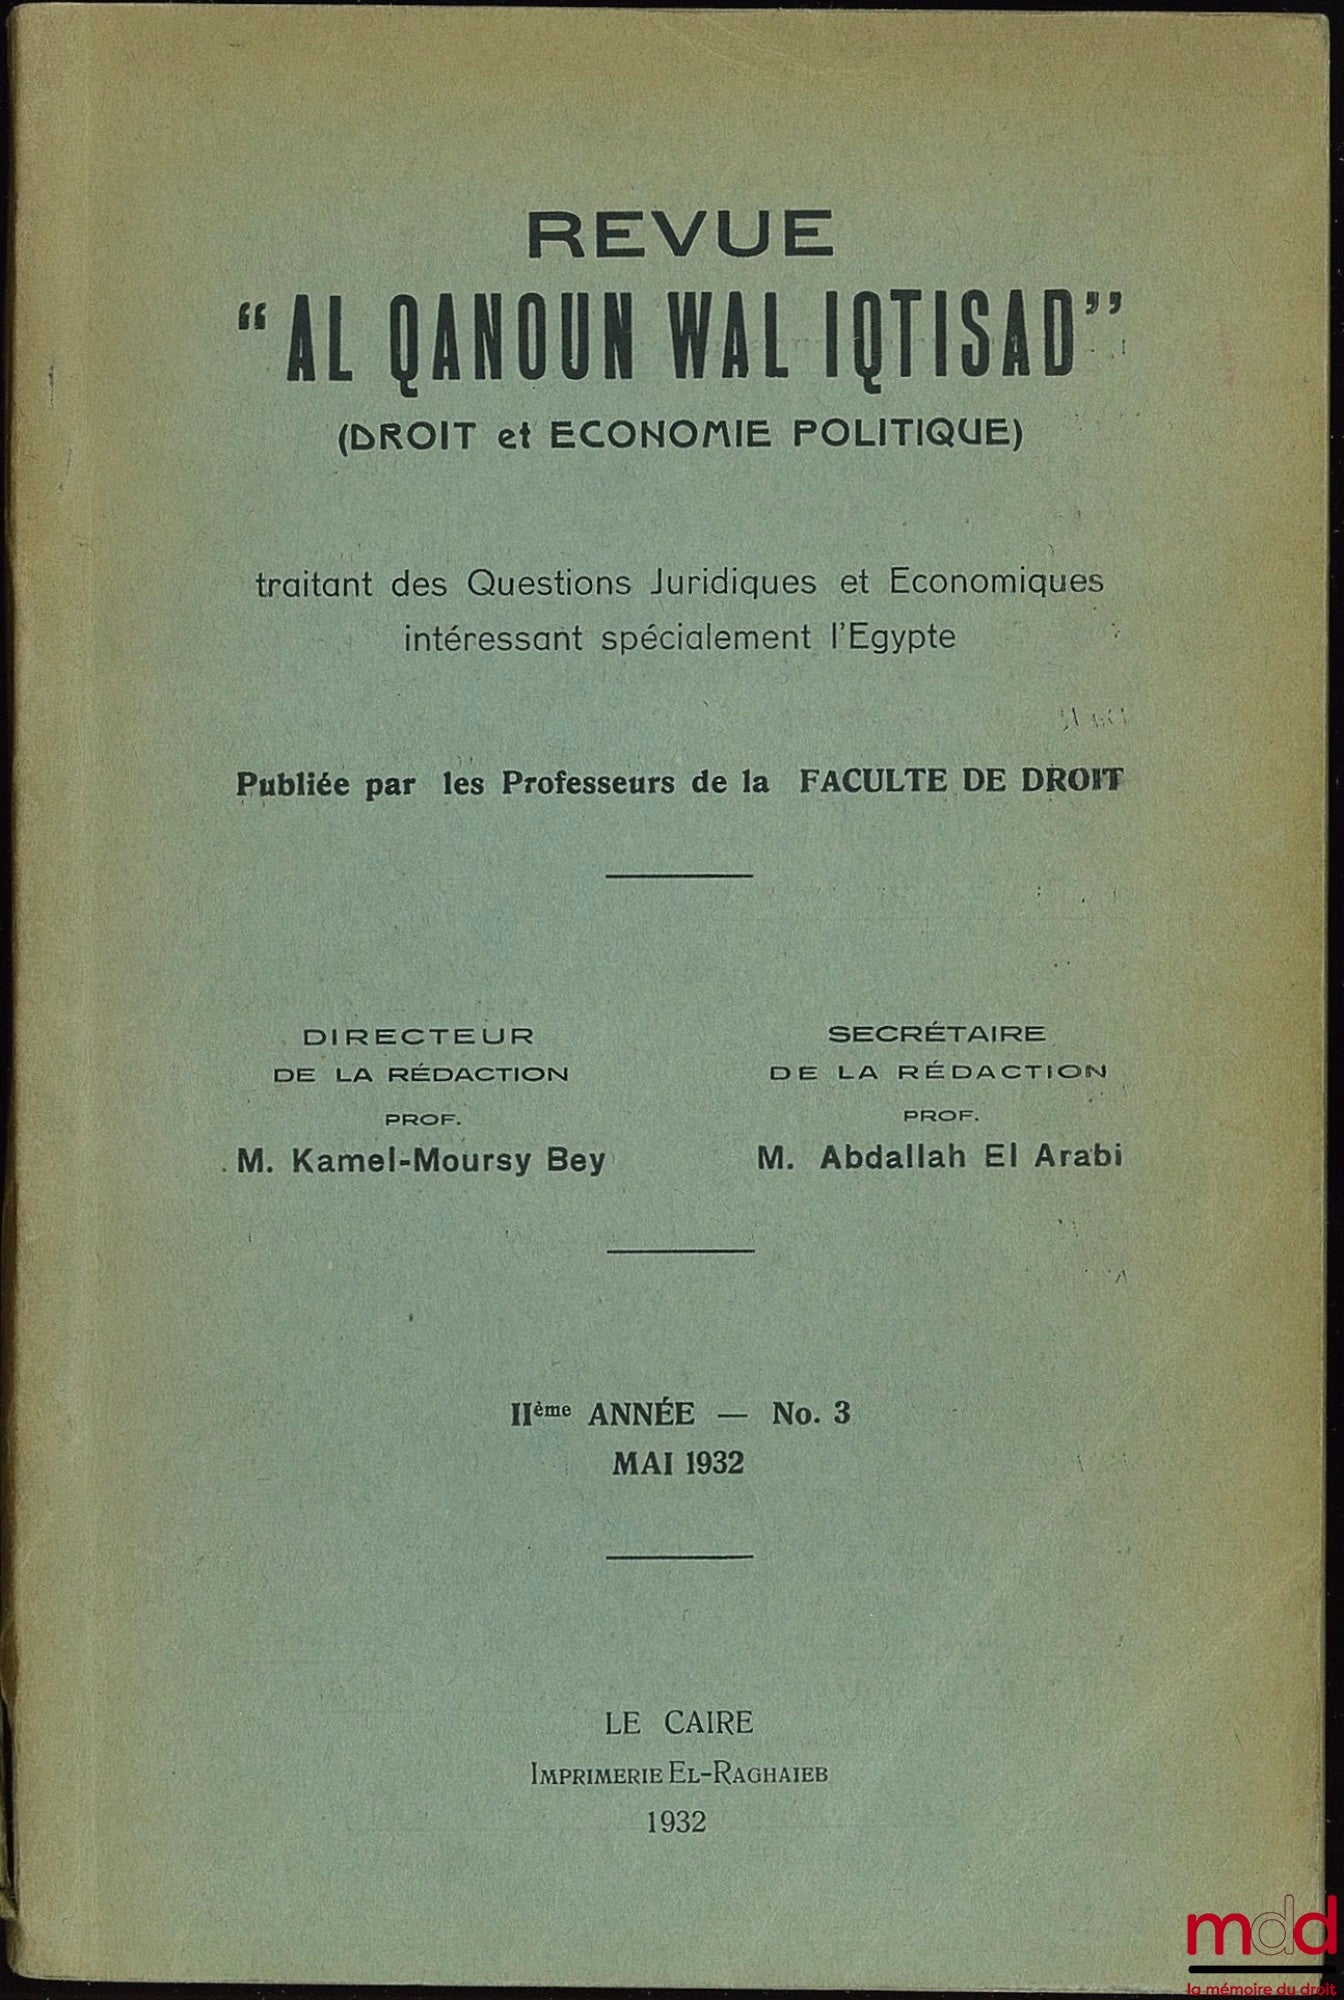 REVUE
“AL QANOUN WAL IQTISAD”
(DROIT et ECONOMIE POLITIQUE)
traitant des Questions Juridiques et Economiques
intéressant spécialement l'Egypte
Publiée par les Professeurs de la FACULTE DE DROIT
DIRECTEUR
DE LA RÉDACTION
PROF.
M. Kamel-Moursy Bey
SECRÉTAIRE
DE LA RÉDACTION
PROF.
M. Abdallah El Arabi
IIème ANNÉE — No. 3
MAI 1932
LE CAIRE
IMPRIMERIE EL-RAGHAIEB
1932
mdd
la mémoire du droit